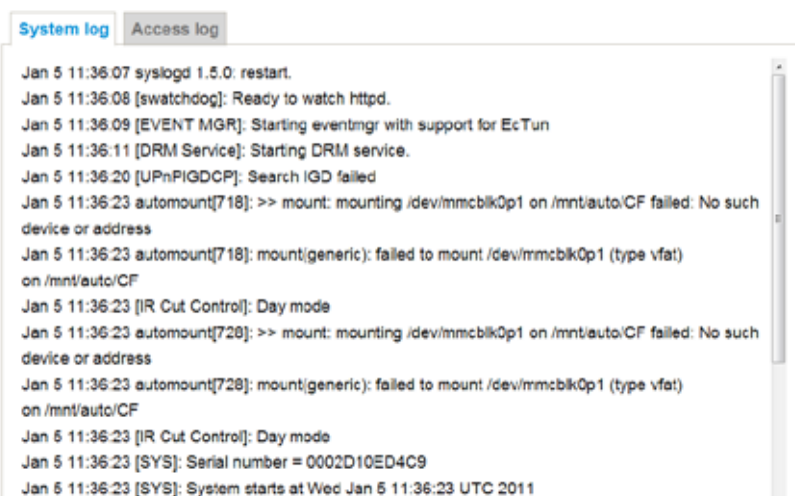 System log Access log
Jan 5 11:36:07 syslogd 1.5.0: restart.
Jan 5 11:36:08 [swatchdog]: Ready to watch httpd.
Jan 5 11:36:09 [EVENT MGR]: Starting eventmgr with support for EcTun
Jan 5 11:36:11 [DRM Service]: Starting DRM service.
Jan 5 11:36:20 [UPnPIGDCP]: Search IGD failed
Jan 5 11:36:23 automount[718]: >> mount: mounting /dev/mmcblk0p1 on /mnt/auto/CF failed: No such
device or address
Jan 5 11:36:23 automount[718]: mount(generic): failed to mount /dev/mmcblk0p1 (type vfat)
on /mnt/auto/CF
Jan 5 11:36:23 [IR Cut Control]: Day mode
Jan 5 11:36:23 automount[728]: >> mount: mounting /dev/mmcblk0p1 on /mnt/auto/CF failed: No such
device or address
Jan 5 11:36:23 automount[728]: mount(generic): failed to mount /dev/mmcblk0p1 (type vfat)
on /mnt/auto/CF
Jan 5 11:36:23 [IR Cut Control]: Day mode
Jan 5 11:36:23 [SYS]: Serial number = 0002D10ED4C9
Jan 5 11:36:23 [SYS]: System starts at Wed Jan 5 11:36:23 UTC 2011